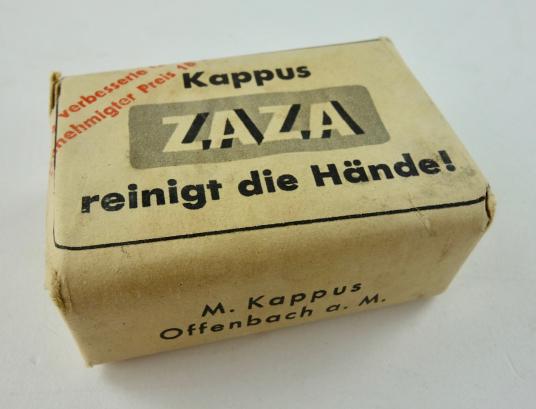 verbesserte
nehmigter Preis
Kappus
ZAZA
reinigt die Hände!
M. Kappus
Offenbach a. M.